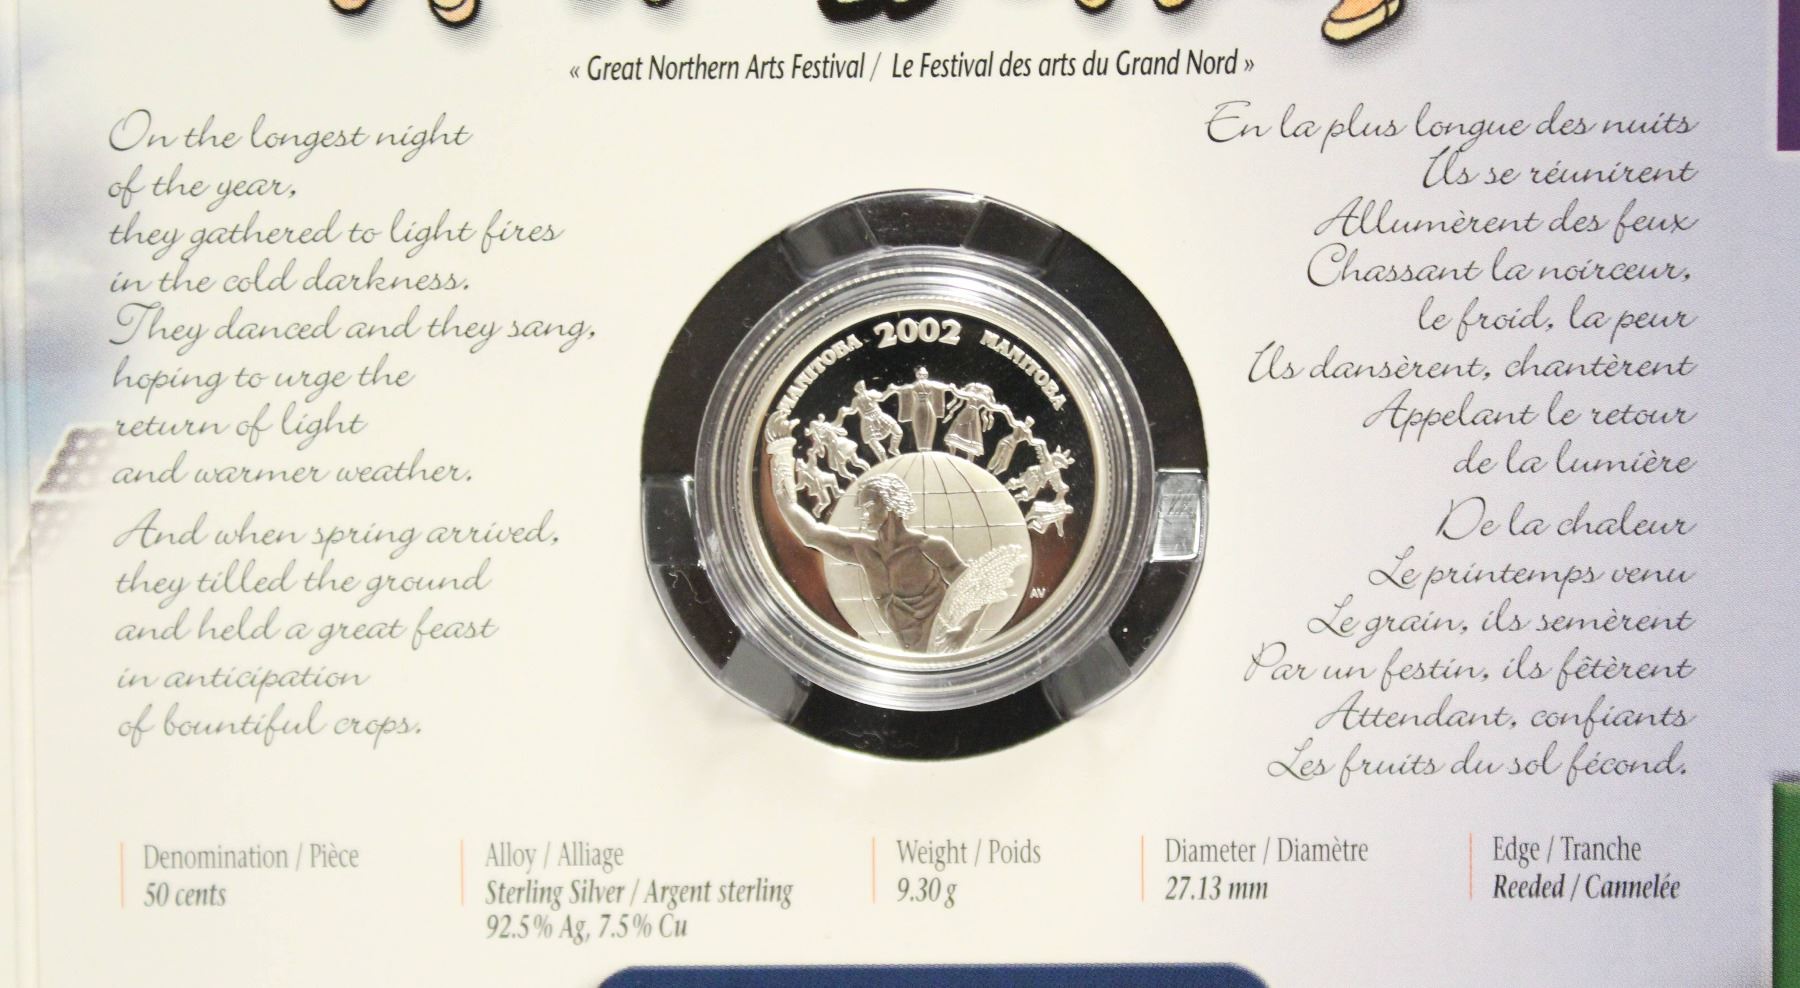 « Great Northern Arts Festival / Le Festival des arts du Grand Nord »
On the longest night
of the year,
they gathered to light fires
in the cold darkness.
They danced and they sang,
hoping to urge the
return of light
and warmer weather.
And when spring arrived,
they tilled the ground
and held a great feast
in anticipation
of bountiful crops.
MANITOBA 2002 MANITOBA
AV
En la plus longue des nuits
Ils se réunirent
Allumèrent des feux
Chassant la noirceur,
le froid, la peur
Ils dansèrent, chantèrent
Appelant le retour
de la lumière
De la chaleur
Le printemps venu
Le grain, ils semèrent
Par un festin, ils fêtèrent
Attendant, confiants
Les fruits du sol fécond.
Denomination / Pièce
50 cents
Alloy / Alliage
Sterling Silver / Argent sterling
92.5% Ag, 7.5% Cu
Weight / Poids
9.30 g
Diameter / Diamètre
27.13 mm
Edge / Tranche
Reeded / Cannelée